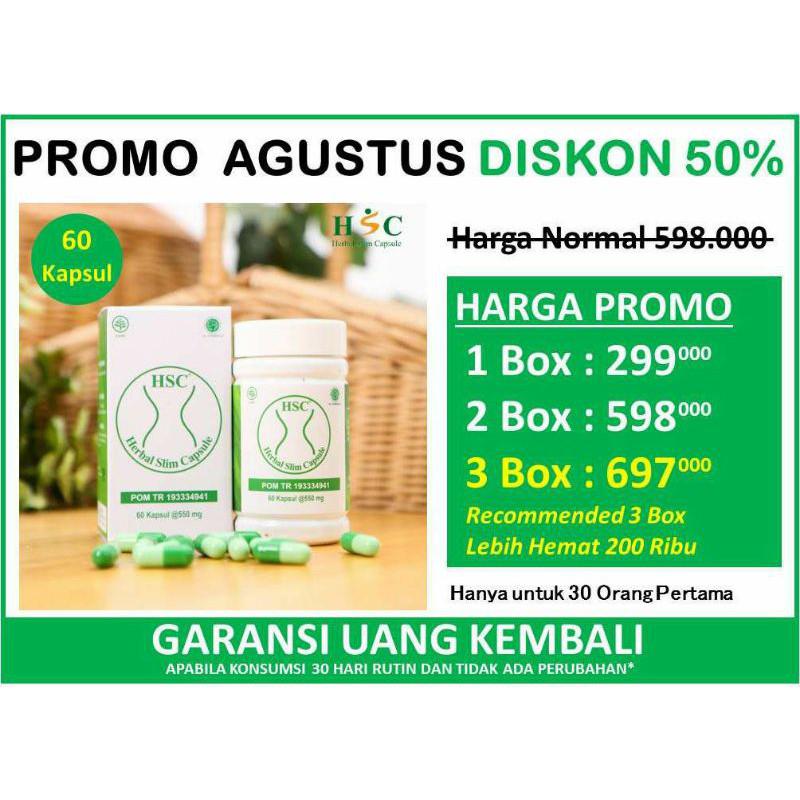 PROMO AGUSTUS DISKON 50%
60
Kapsul
HSC
Herbal Slim Capsule
HSC
Herbal Slim Capsule
POM TR 193334941
60 Kapsul @550 mg
HSC
Herbal Slim Capsule
POM TR 193334941
60 Kapsul @550 mg
Harga Normal 598.000
HARGA PROMO
1 Box : 299000
2 Box : 598000
3 Box : 697000
Recommended 3 Box
Lebih Hemat 200 Ribu
Hanya untuk 30 Orang Pertama
GARANSI UANG KEMBALI
APABILA KONSUMSI 30 HARI RUTIN DAN TIDAK ADA PERUBAHAN*